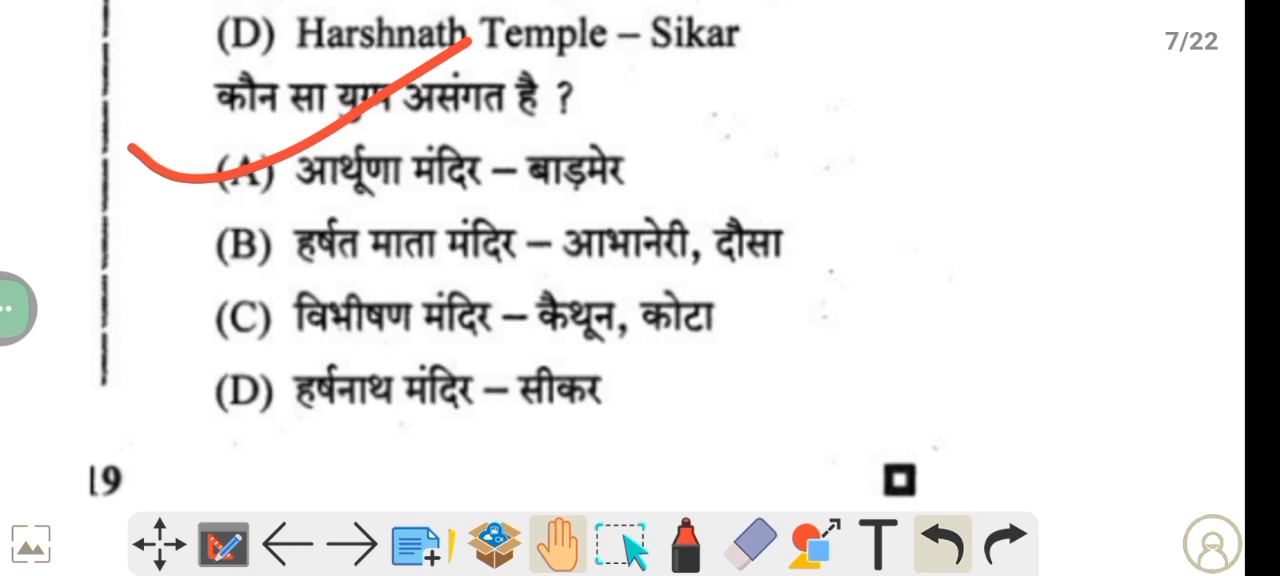 (D) Harshnath Temple – Sikar
7/22
कौन सा युग्म असंगत है ?
(A) आर्थूणा मंदिर – बाड़मेर
(B) हर्षत माता मंदिर – आभानेरी, दौसा
(C) विभीषण मंदिर – कैथून, कोटा
(D) हर्षनाथ मंदिर – सीकर
19
T